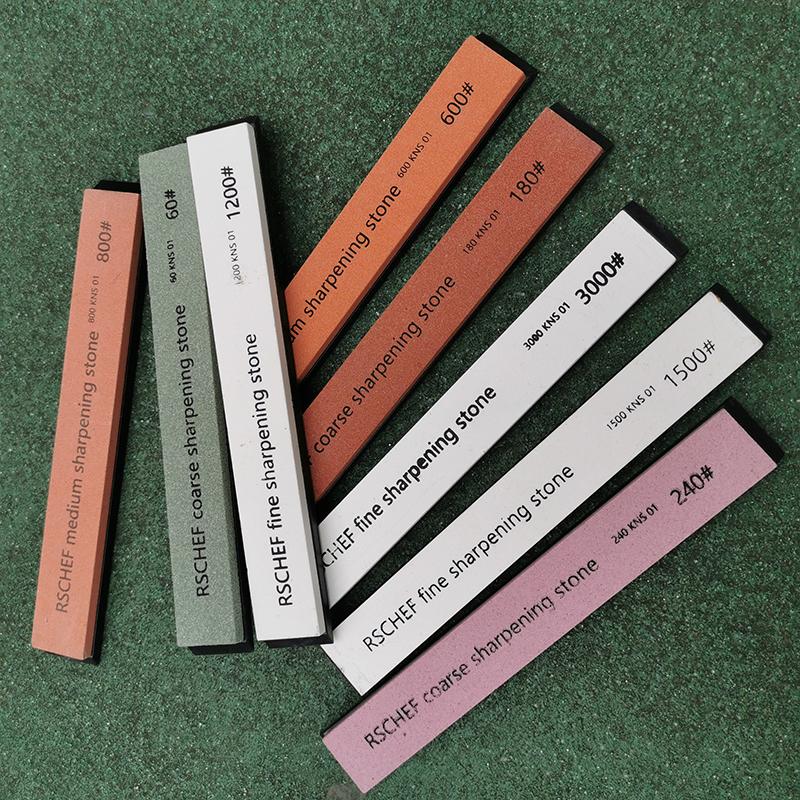 RSCHEF medium sharpening stone 800 KNS 01 800#
RSCHEF coarse sharpening stone 60 KNS 01 60#
RSCHEF fine sharpening stone 1200 KNS 01 1200#
sharpening stone 600 KNS 01 600#
coarse sharpening stone 180 KNS 01 180#
fine sharpening stone 3000 KNS 01 3000#
RSCHEF fine sharpening stone 1500 KNS 01 1500#
RSCHEF coarse sharpening stone 240 KNS 01 240#